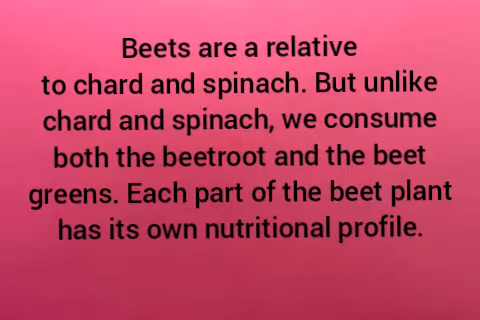 Beets are a relative
to chard and spinach. But unlike
chard and spinach, we consume
both the beetroot and the beet
greens. Each part of the beet plant
has its own nutritional profile.